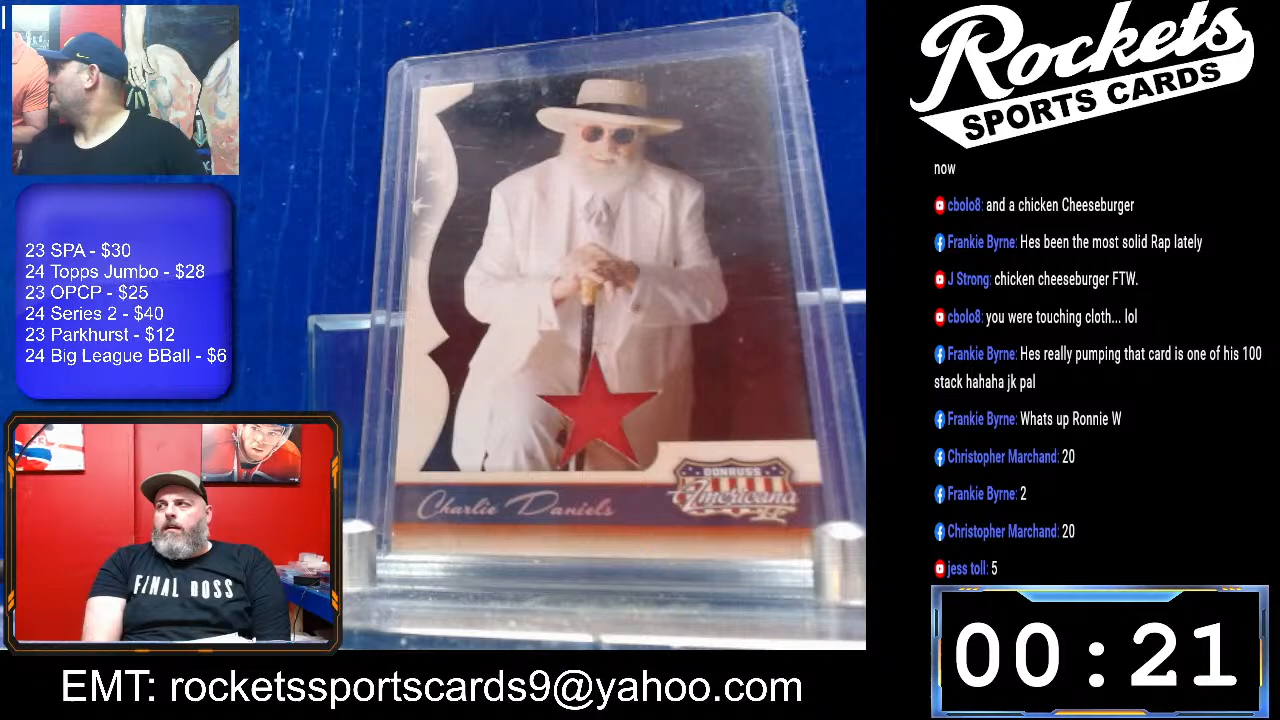 23 SPA - $30
24 Topps Jumbo - $28
23 OPCP - $25
24 Series 2 - $40
23 Parkhurst - $12
24 Big League BBall - $6
FINAL BOSS
Charlie Daniels
DONRUSS
Americana
II
Rockets
SPORTS CARDS
now
cbolo8: and a chicken Cheeseburger
Frankie Byrne: Hes been the most solid Rap lately
J Strong: chicken cheeseburger FTW.
cbolo8: you were touching cloth... lol
Frankie Byrne: Hes really pumping that card is one of his 100
stack hahaha jk pal
Frankie Byrne: Whats up Ronnie W
Christopher Marchand: 20
Frankie Byrne: 2
Christopher Marchand: 20
jess toll: 5
00:21
EMT: rocketssportscards9@yahoo.com